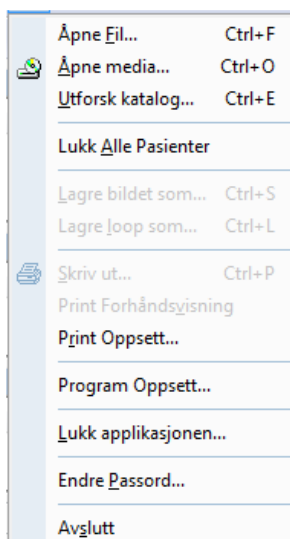 Åpne Fil... Ctrl+F
Åpne media... Ctrl+O
Utforsk katalog... Ctrl+E
Lukk Alle Pasienter
Lagre bildet som... Ctrl+S
Lagre loop som... Ctrl+L
Skriv ut... Ctrl+P
Print Forhåndsvisning
Print Oppsett...
Program Oppsett...
Lukk applikasjonen...
Endre Passord...
Avslutt